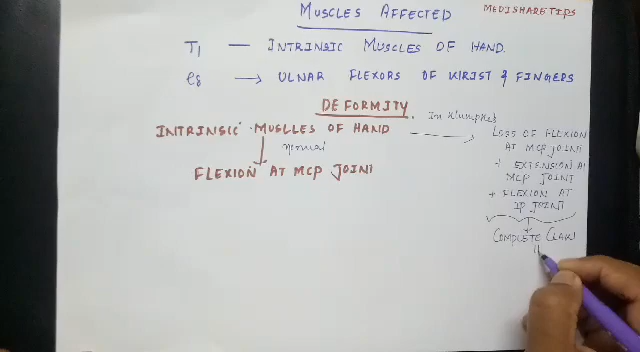 MUSCLES AFFECTED
MEDISHARETIPS
T1 — INTRINSIC MUSCLES OF HAND.
C8 → ULNAR FLEXORS OF WRIST & FINGERS
DEFORMITY.
In Klumpkes
INTRINSIC MUSCLES OF HAND
Normal
FLEXION AT MCP JOINT
LOSS OF FLEXION
AT MCP JOINT
+ EXTENSION AT
MCP JOINT
+ FLEXION AT
IP JOINT
COMPLETE CLAW